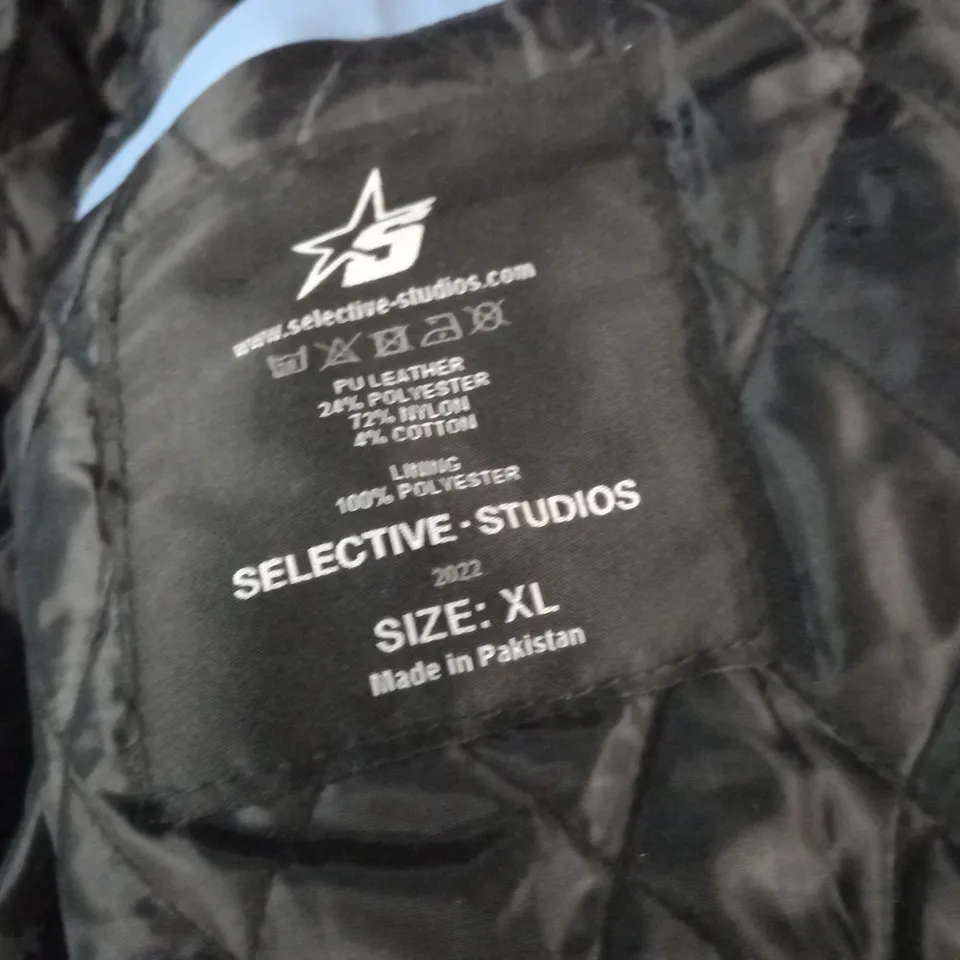 S
www.selective-studios.com
PU LEATHER
24% POLYESTER
72% NYLON
4% COTTON
LINING
100% POLYESTER
SELECTIVE · STUDIOS
2022
SIZE: XL
Made in Pakistan